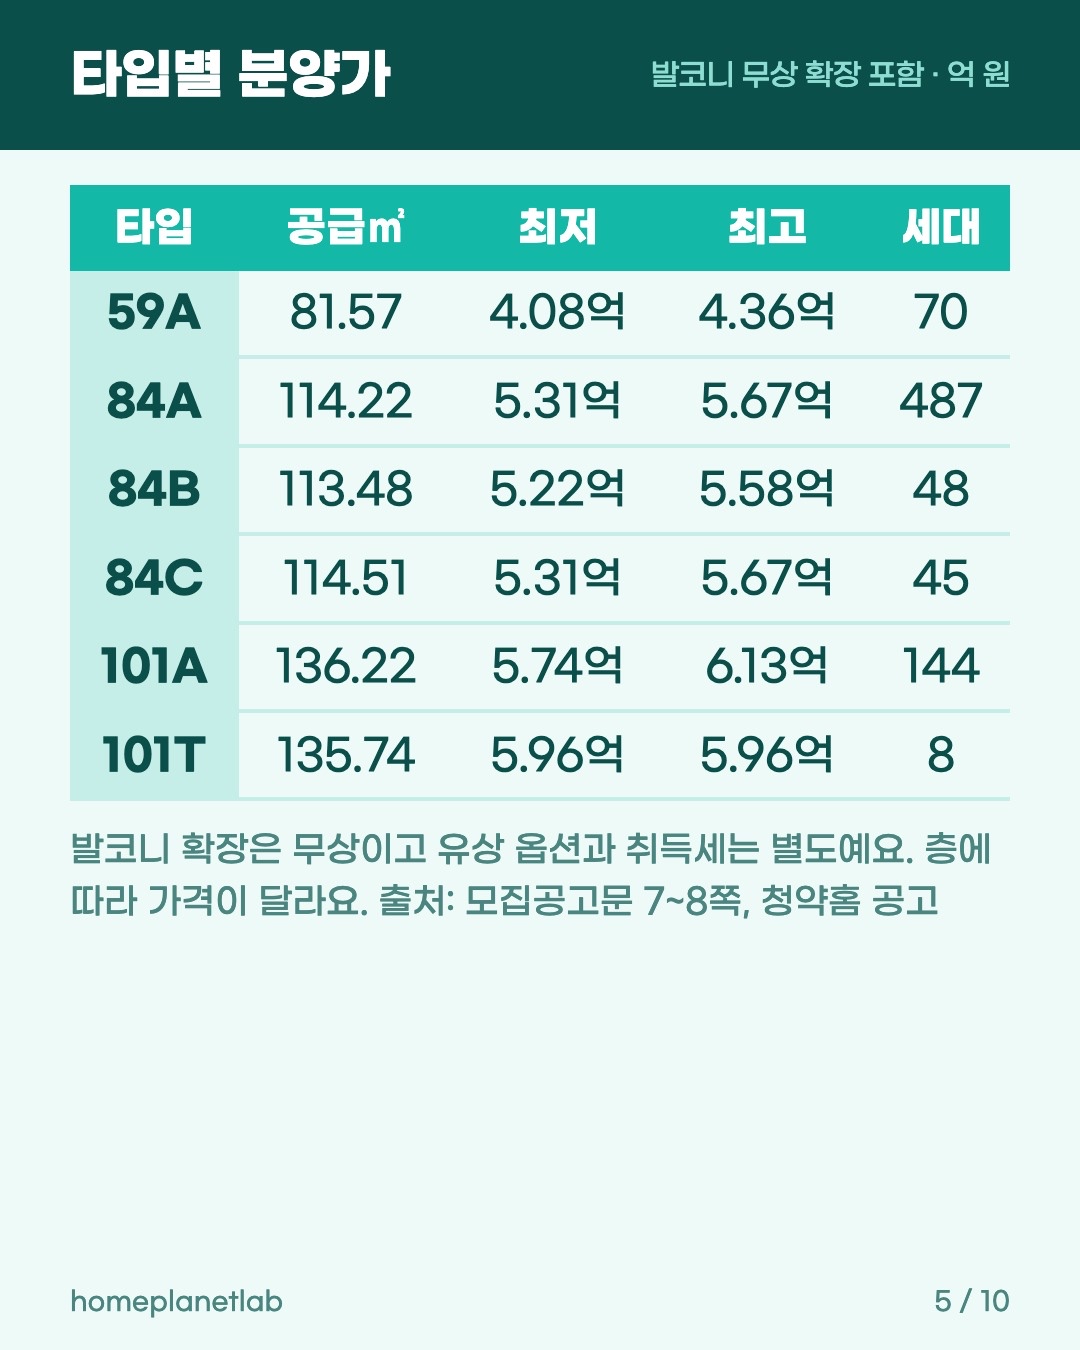 타입별 분양가
발코니 무상 확장 포함 · 억 원
타입 공급㎡ 최저 최고 세대
59A 81.57 4.08억 4.36억 70
84A 114.22 5.31억 5.67억 487
84B 113.48 5.22억 5.58억 48
84C 114.51 5.31억 5.67억 45
101A 136.22 5.74억 6.13억 144
101T 135.74 5.96억 5.96억 8
발코니 확장은 무상이고 유상 옵션과 취득세는 별도예요. 층에
따라 가격이 달라요. 출처: 모집공고문 7~8쪽, 청약홈 공고
homeplanetlab
5 / 10